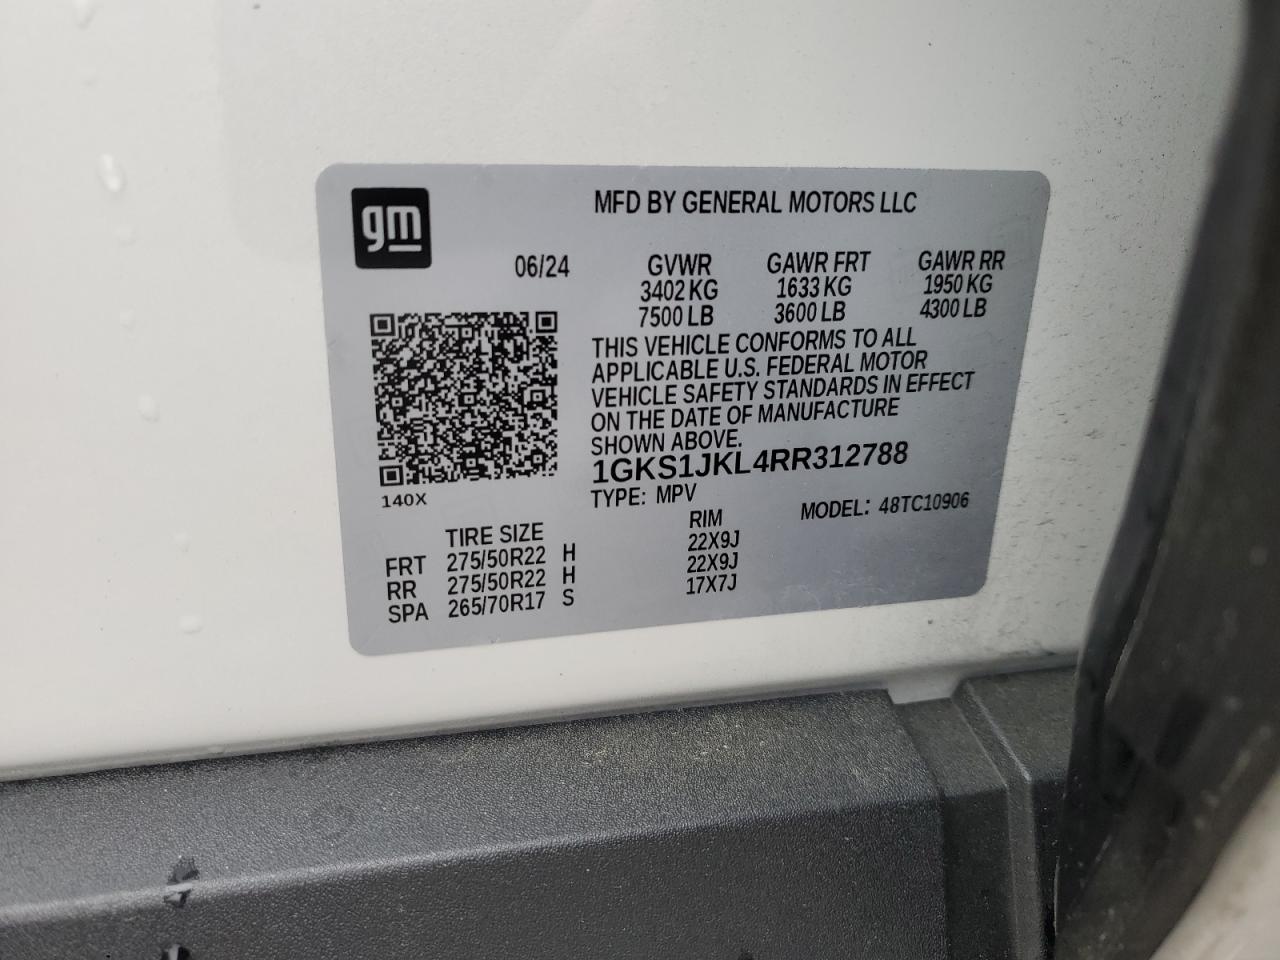 gm
MFD BY GENERAL MOTORS LLC
06/24
GVWR GAWR FRT GAWR RR
3402 KG 1633 KG 1950 KG
7500 LB 3600 LB 4300 LB
THIS VEHICLE CONFORMS TO ALL
APPLICABLE U.S. FEDERAL MOTOR
VEHICLE SAFETY STANDARDS IN EFFECT
ON THE DATE OF MANUFACTURE
SHOWN ABOVE.
1GKS1JKL4RR312788
140X
TYPE: MPV MODEL: 48TC10906
TIRE SIZE RIM
FRT 275/50R22 H 22X9J
RR 275/50R22 H 22X9J
SPA 265/70R17 S 17X7J